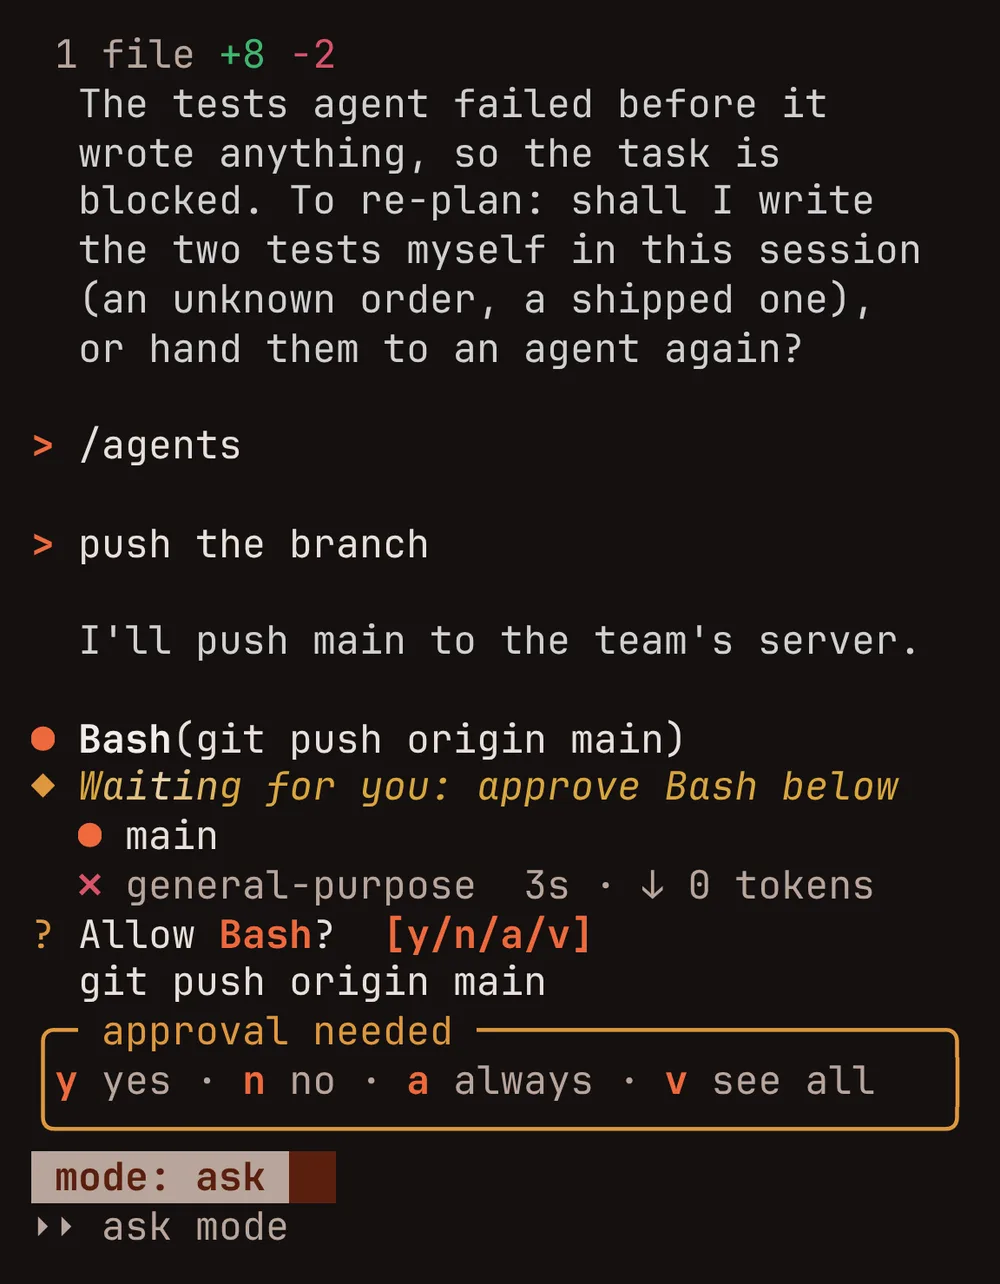 1 file +8 -2
The tests agent failed before it
wrote anything, so the task is
blocked. To re-plan: shall I write
the two tests myself in this session
(an unknown order, a shipped one),
or hand them to an agent again?
> /agents
> push the branch
I'll push main to the team's server.
● Bash(git push origin main)
◆ Waiting for you: approve Bash below
● main
× general-purpose 3s · ↓ 0 tokens
? Allow Bash? [y/n/a/v]
git push origin main
approval needed
y yes · n no · a always · v see all
mode: ask
▸▸ ask mode